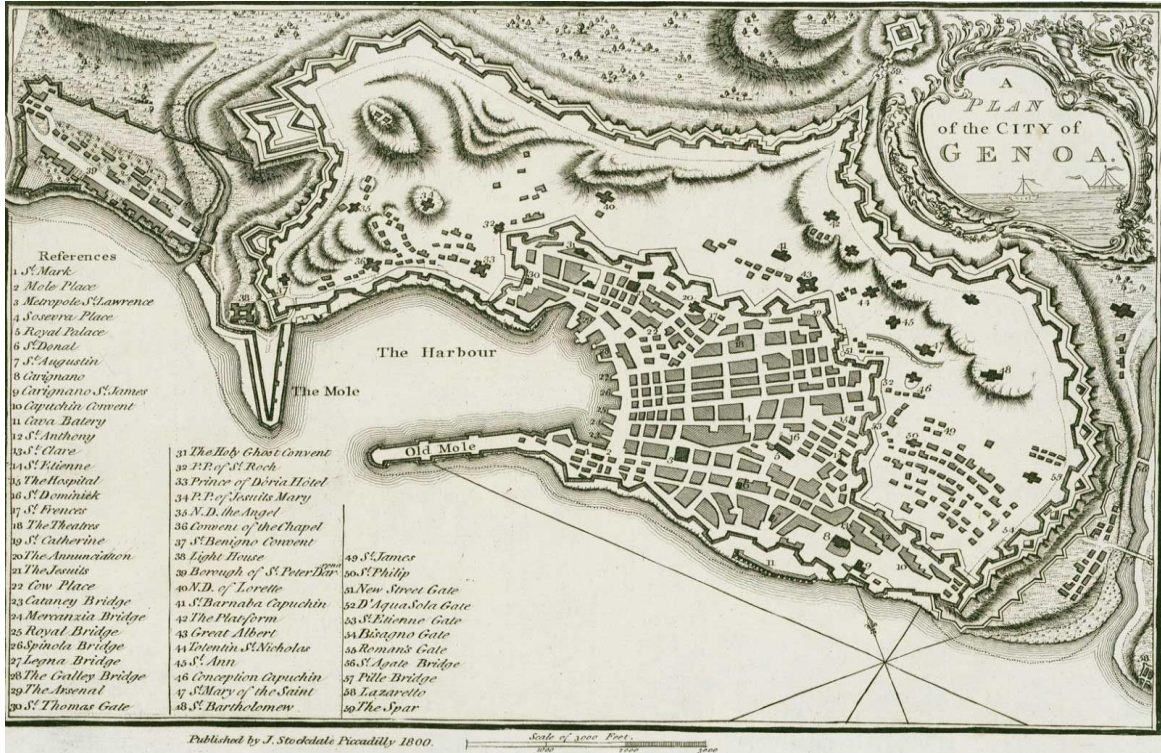 A
PLAN
of the CITY of
GENOA.
The Harbour
The Mole
Old Mole
References
1 St. Mark
2 Mole Place
3 Metropole St. Lawrence
4 Sosevra Place
5 Royal Palace
6 St. Donal
7 St. Augustin
8 Carignano
9 Carignano St. James
10 Capuchin Convent
11 Cava Batery
12 St. Anthony
13 St. Clare
14 St. Etienne
15 The Hospital
16 St. Dominick
17 St. Frences
18 The Theatres
19 St. Catherine
20 The Annunciation
21 The Jesuits
22 Cow Place
23 Cataney Bridge
24 Mercanzia Bridge
25 Royal Bridge
26 Spinola Bridge
27 Legna Bridge
28 The Galley Bridge
29 The Arsenal
30 St. Thomas Gate
31 The Holy Ghost Convent
32 P.P. of St. Roch
33 Prince of Doria Hôtel
34 P.P. of Jesuits Mary
35 N.D. the Angel
36 Convent of the Chapel
37 St. Benigno Convent
38 Light House
39 Borough of St. Peter Dar ena
40 N.D. of Lorette
41 St. Barnaba Capuchin
42 The Platform
43 Great Albert
44 Totentin St. Nicholas
45 St. Ann
46 Conception Capuchin
47 St. Mary of the Saint
48 St. Bartholomew
49 St. James
50 St. Philip
51 New Street Gate
52 D'AquaSola Gate
53 St. Etienne Gate
54 Bisagno Gate
55 Roman's Gate
56 St. Agate Bridge
57 Pille Bridge
58 Lazaretto
59 The Spar
Published by J. Stockdale Piccadilly 1800.
Scale of 3000 Feet.
1000 2000 3000